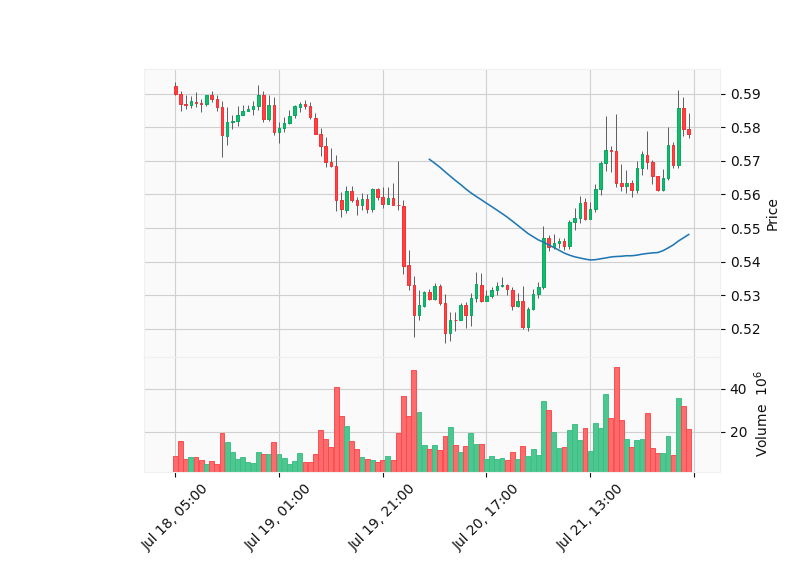 0.59
0.58
0.57
0.56
0.55
0.54
0.53
0.52
Price
40
20
Volume 10^6
Jul 18, 05:00
Jul 19, 01:00
Jul 19, 21:00
Jul 20, 17:00
Jul 21, 13:00